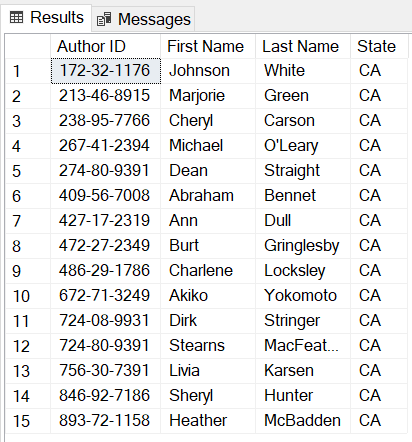 Results Messages
Author ID First Name Last Name State
1 172-32-1176 Johnson White CA
2 213-46-8915 Marjorie Green CA
3 238-95-7766 Cheryl Carson CA
4 267-41-2394 Michael O'Leary CA
5 274-80-9391 Dean Straight CA
6 409-56-7008 Abraham Bennet CA
7 427-17-2319 Ann Dull CA
8 472-27-2349 Burt Gringlesby CA
9 486-29-1786 Charlene Locksley CA
10 672-71-3249 Akiko Yokomoto CA
11 724-08-9931 Dirk Stringer CA
12 724-80-9391 Stearns MacFeat... CA
13 756-30-7391 Livia Karsen CA
14 846-92-7186 Sheryl Hunter CA
15 893-72-1158 Heather McBadden CA